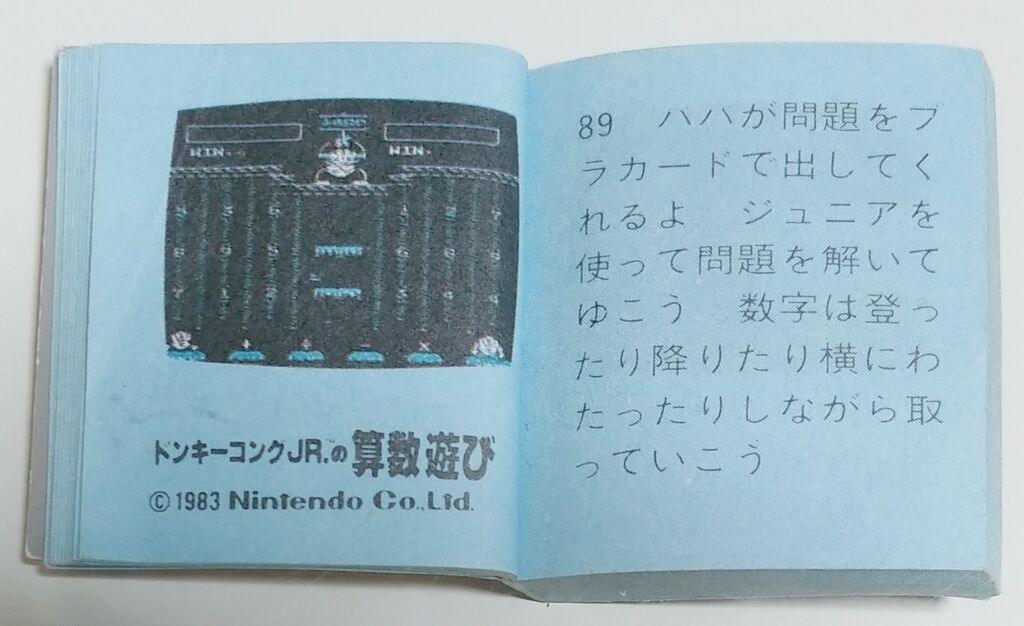 WIN.
WIN.
ドンキーコングJR.の算数遊び
©1983 Nintendo Co.,Ltd.
89 ハハが問題をプ
ラカードで出してく
れるよ ジュニアを
使って問題を解いて
ゆこう 数字は登っ
たり降りたり横にわ
たったりしながら取
っていこう